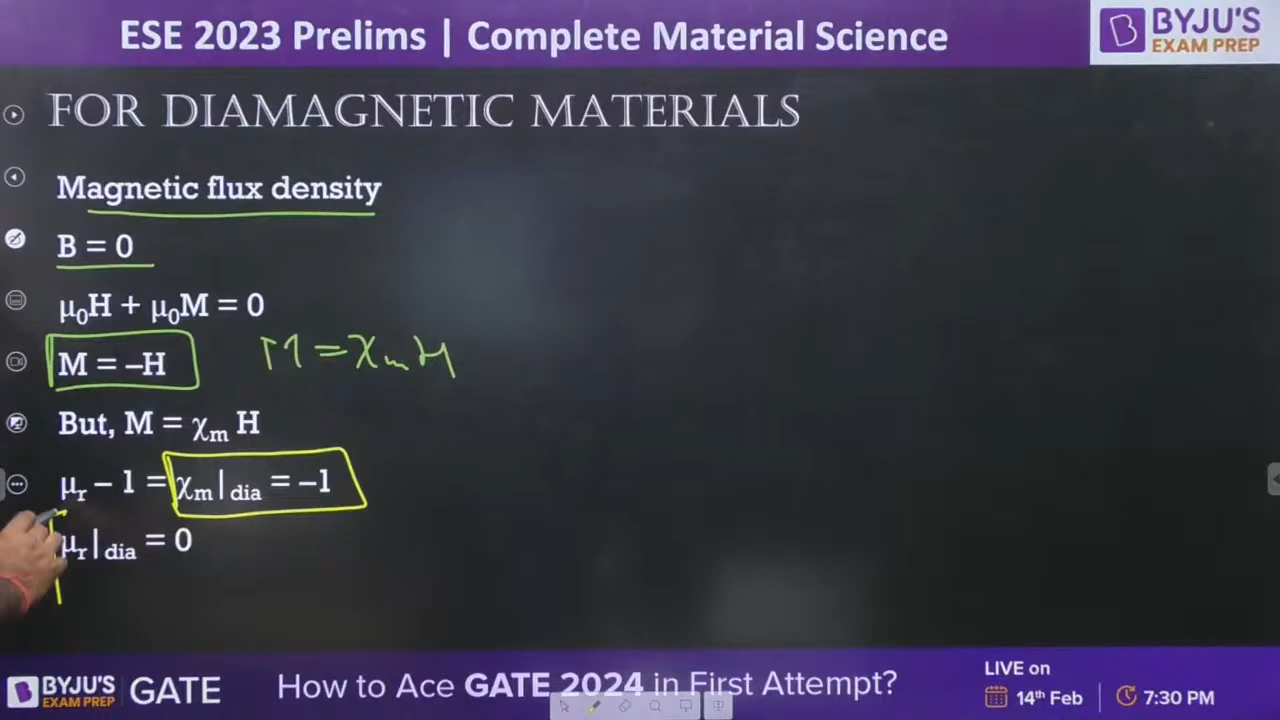 ESE 2023 Prelims | Complete Material Science
BYJU'S
EXAM PREP
FOR DIAMAGNETIC MATERIALS
Magnetic flux density
B = 0
μ₀H + μ₀M = 0
M = –H
M = χₘ H
But, M = χₘ H
μᵣ – 1 = χₘ|dia = –1
μᵣ|dia = 0
BYJU'S
EXAM PREP
GATE
How to Ace GATE 2024 in First Attempt?
LIVE on
14th Feb | 7:30 PM